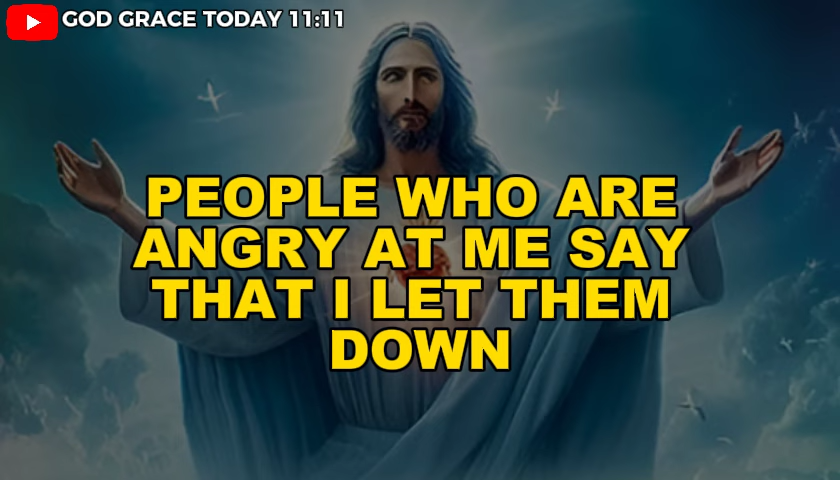 GOD GRACE TODAY 11:11
PEOPLE WHO ARE
ANGRY AT ME SAY
THAT I LET THEM
DOWN